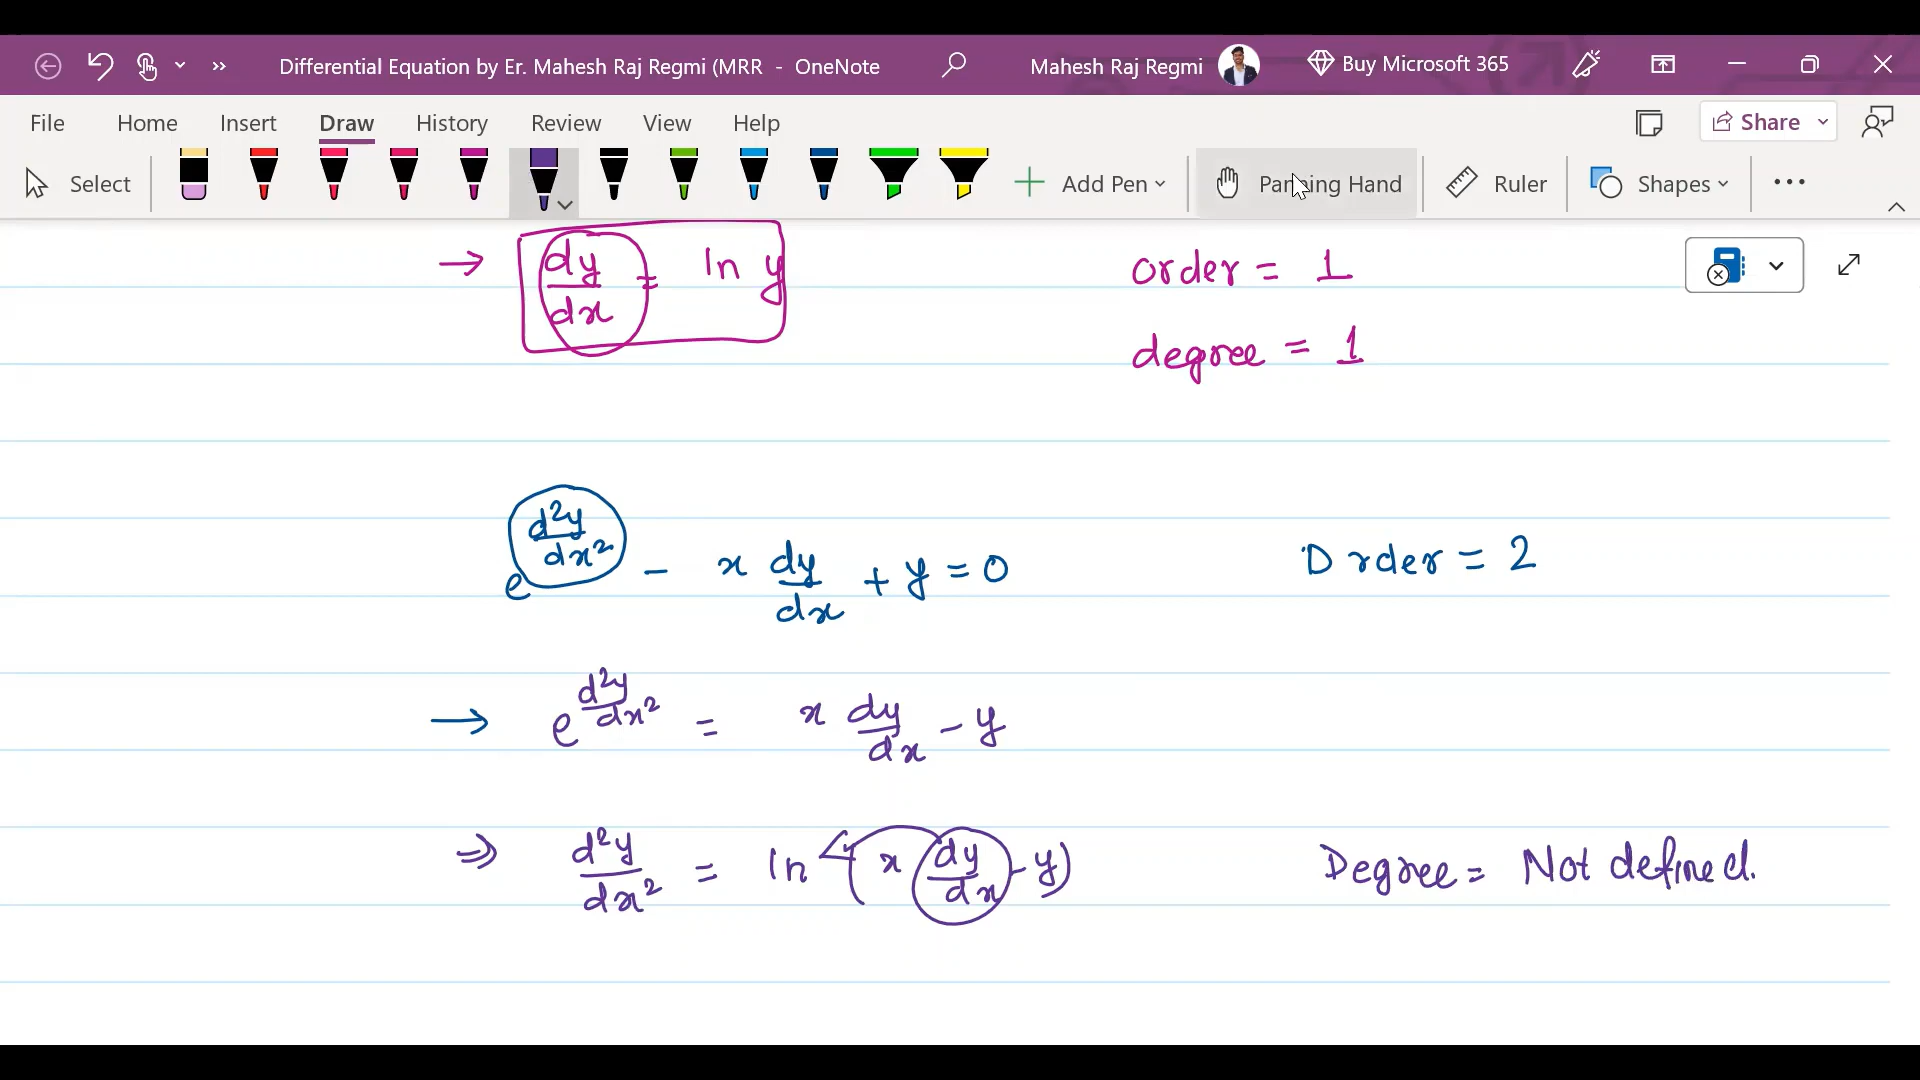 Differential Equation by Er. Mahesh Raj Regmi (MRR - OneNote Mahesh Raj Regmi Buy Microsoft 365
File Home Insert Draw History Review View Help Share
Select Add Pen Panning Hand Ruler Shapes
→ dy/dx = ln y order = 1
degree = 1
e^(d²y/dx²) - x dy/dx + y = 0 Order = 2
→ e^(d²y/dx²) = x dy/dx - y
⇒ d²y/dx² = ln (x dy/dx - y) Degree = Not defined.